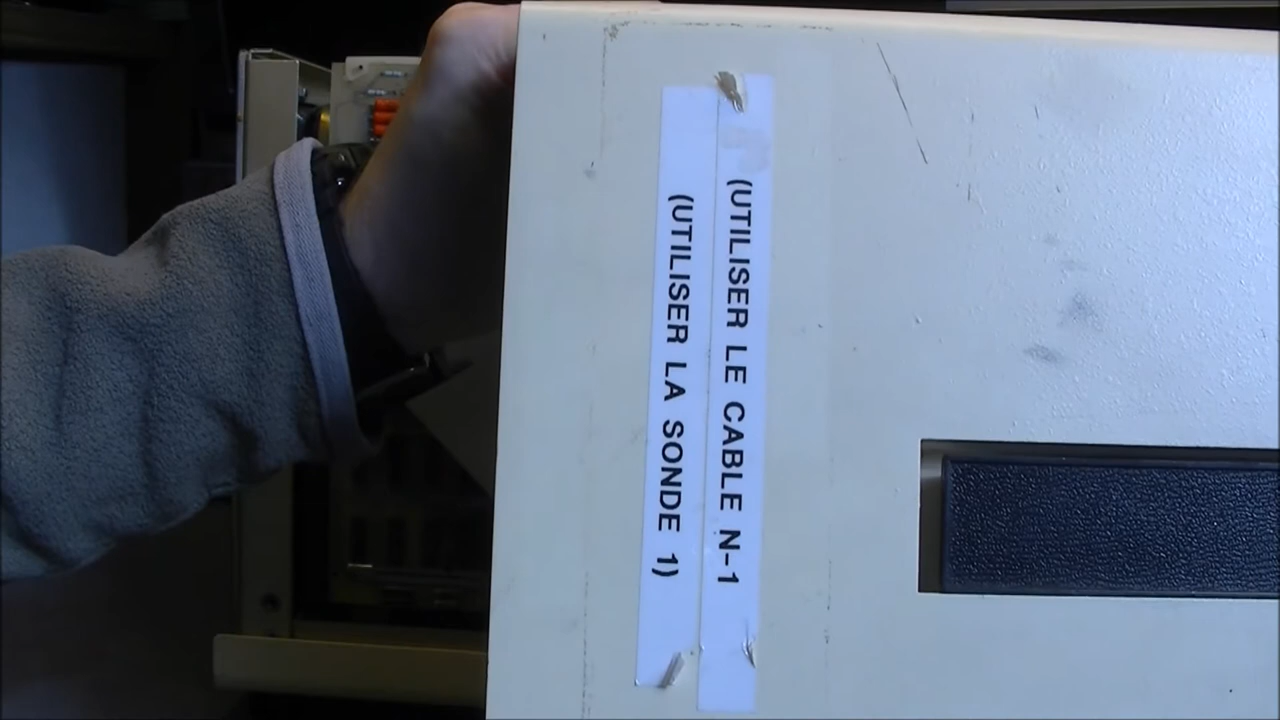 (UTILISER LE CABLE N-1
(UTILISER LA SONDE 1)